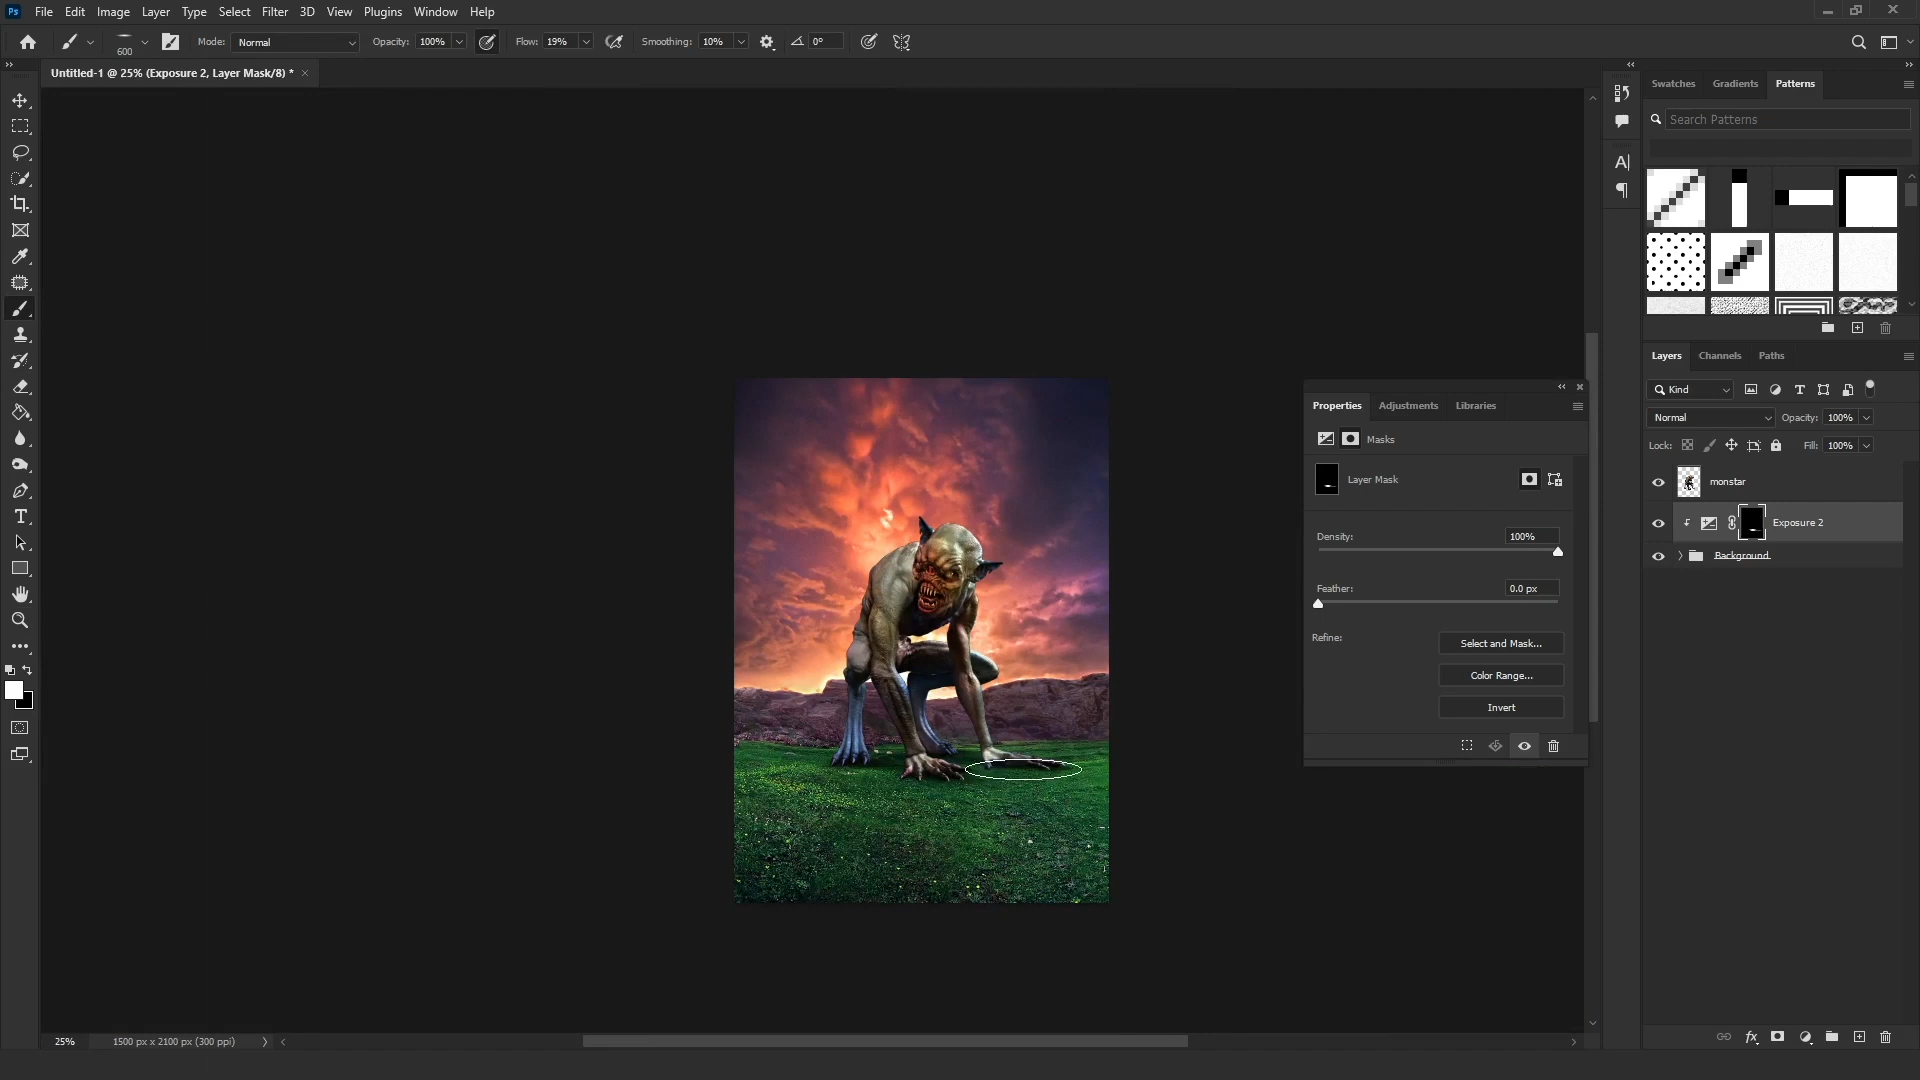 Ps File Edit Image Layer Type Select Filter 3D View Plugins Window Help
600 Mode: Normal Opacity: 100% Flow: 19% Smoothing: 10% 0°
Untitled-1 @ 25% (Exposure 2, Layer Mask/8) *
Swatches Gradients Patterns
Search Patterns
Layers Channels Paths
Kind
Normal Opacity: 100%
Lock: Fill: 100%
monstar
Exposure 2
Background
Properties Adjustments Libraries
Masks
Layer Mask
Density: 100%
Feather: 0.0 px
Refine: Select and Mask...
Color Range...
Invert
25% 1500 px x 2100 px (300 ppi)